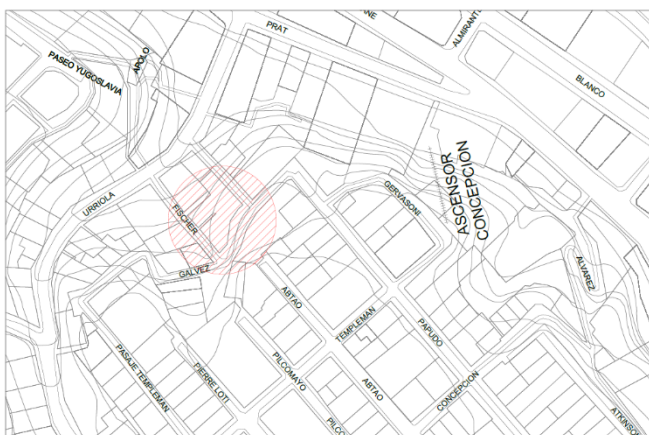 PRAT
ALMIRANTE
BLANCO
PASEO YUGOSLAVIA
APOLO
URRIOLA
FISCHER
GALVEZ
GERVASONI
ASCENSOR
CONCEPCION
ALVAREZ
ABTAO
TEMPLEMAN
PAPUDO
PASAJE TEMPLEMAN
PIERRE LOTI
PILCOMAYO
ABTAO
CONCEPCION
PILCO
ATKINSON